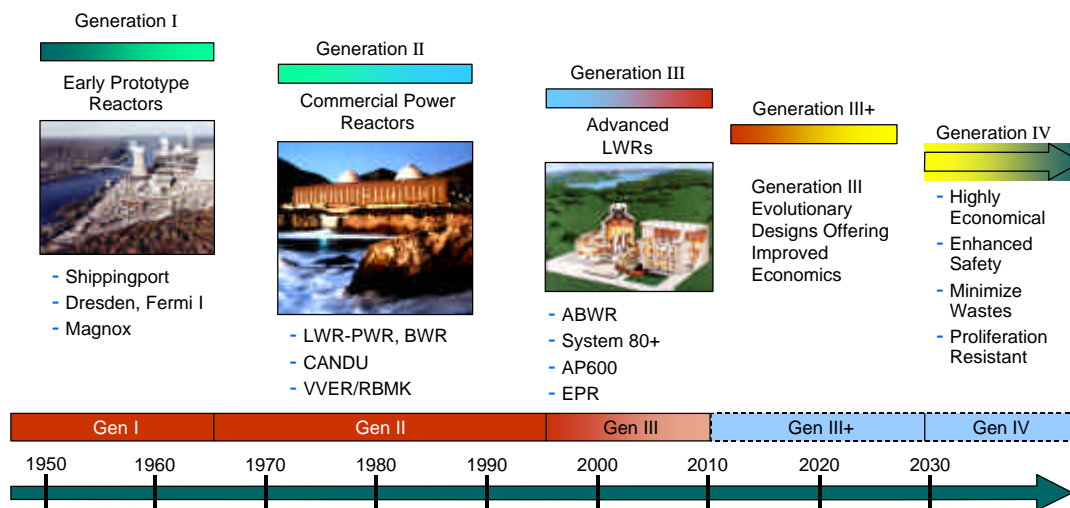 Generation I
Early Prototype
Reactors
- Shippingport
- Dresden, Fermi I
- Magnox
Generation II
Commercial Power
Reactors
- LWR-PWR, BWR
- CANDU
- VVER/RBMK
Generation III
Advanced
LWRs
- ABWR
- System 80+
- AP600
- EPR
Generation III+
Generation III
Evolutionary
Designs Offering
Improved
Economics
Generation IV
- Highly
Economical
- Enhanced
Safety
- Minimize
Wastes
- Proliferation
Resistant
Gen I Gen II Gen III Gen III+ Gen IV
1950 1960 1970 1980 1990 2000 2010 2020 2030